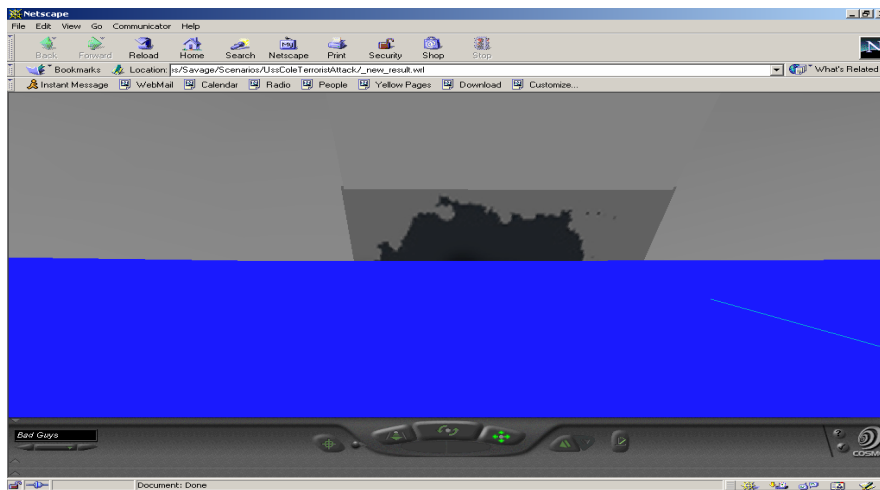 Netscape
File Edit View Go Communicator Help
Back Forward Reload Home Search Netscape Print Security Shop Stop
Bookmarks Location: ss/Savage/Scenarios/UssColeTerroristAttack/_new_result.wrl What's Related
Instant Message WebMail Calendar Radio People Yellow Pages Download Customize...
Bad Guys
COSM
Document: Done